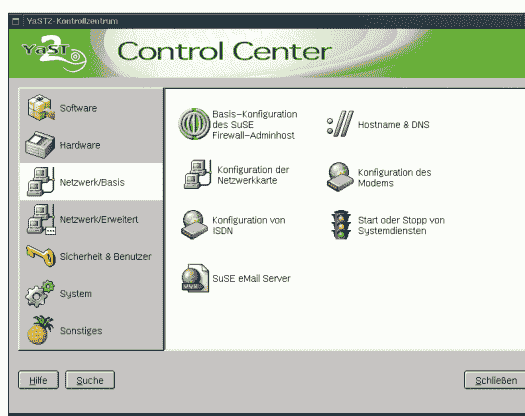 YaST2-Kontrollzentrum
YaST
2
Control Center
Software
Hardware
Netzwerk/Basis
Netzwerk/Erweitert
Sicherheit & Benutzer
System
Sonstiges
Basis-Konfiguration
des SuSE
Firewall-Adminhost
Hostname & DNS
Konfiguration der
Netzwerkkarte
Konfiguration des
Modems
Konfiguration von
ISDN
Start oder Stopp von
Systemdiensten
SuSE eMail Server
Hilfe
Suche
Schließen